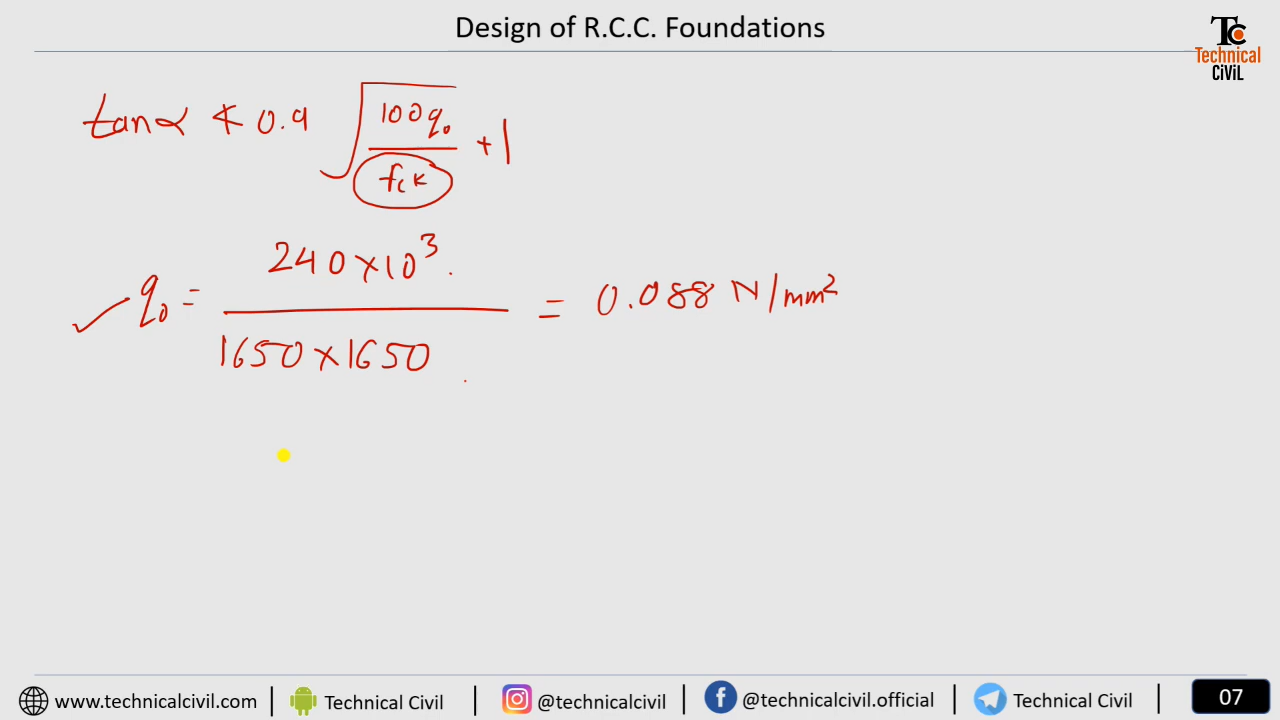 Design of R.C.C. Foundations
TC
Technical
CiViL
tanα ≮ 0.9 √(100q₀/fck + 1)
q₀ = 240×10³ / 1650×1650 = 0.088 N/mm²
www.technicalcivil.com | Technical Civil | @technicalcivil | @technicalcivil.official | Technical Civil | 07